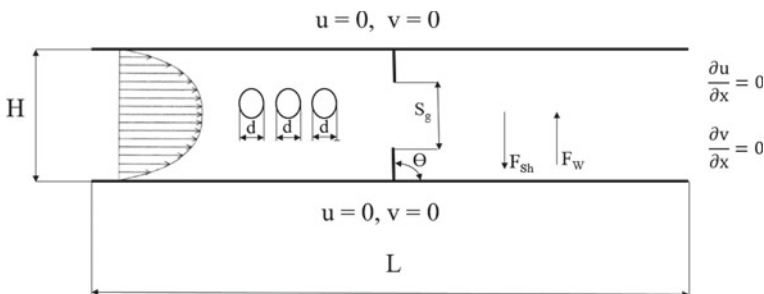 u = 0, v = 0
H
d d d
S_g
∂u/∂x = 0
∂v/∂x = 0
Θ
F_Sh
F_W
u = 0, v = 0
L